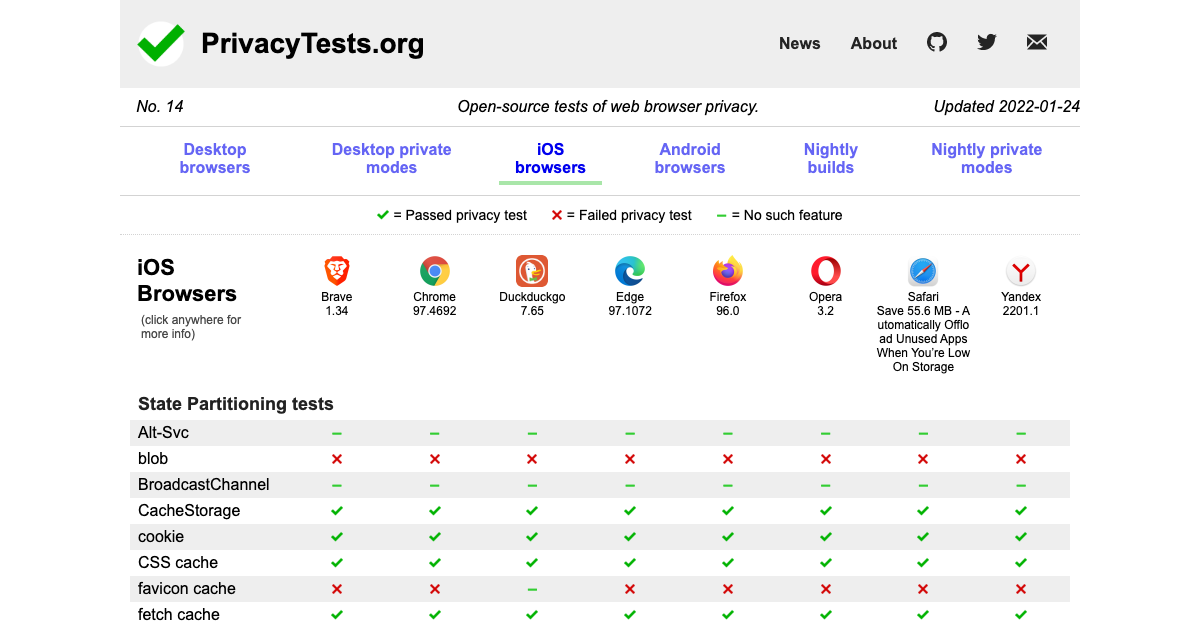 PrivacyTests.org
News About
No. 14 Open-source tests of web browser privacy. Updated 2022-01-24
Desktop browsers Desktop private modes iOS browsers Android browsers Nightly builds Nightly private modes
✓ = Passed privacy test ✕ = Failed privacy test – = No such feature
iOS
Browsers
(click anywhere for
more info)
Brave
1.34
Chrome
97.4692
Duckduckgo
7.65
Edge
97.1072
Firefox
96.0
Opera
3.2
Safari
Save 55.6 MB - A
utomatically Offlo
ad Unused Apps
When You're Low
On Storage
Yandex
2201.1
State Partitioning tests
Alt-Svc – – – – – – – –
blob ✕ ✕ ✕ ✕ ✕ ✕ ✕ ✕
BroadcastChannel – – – – – – – –
CacheStorage ✓ ✓ ✓ ✓ ✓ ✓ ✓ ✓
cookie ✓ ✓ ✓ ✓ ✓ ✓ ✓ ✓
CSS cache ✓ ✓ ✓ ✓ ✓ ✓ ✓ ✓
favicon cache ✕ ✕ – ✕ ✕ ✕ ✕ ✕
fetch cache ✓ ✓ ✓ ✓ ✓ ✓ ✓ ✓